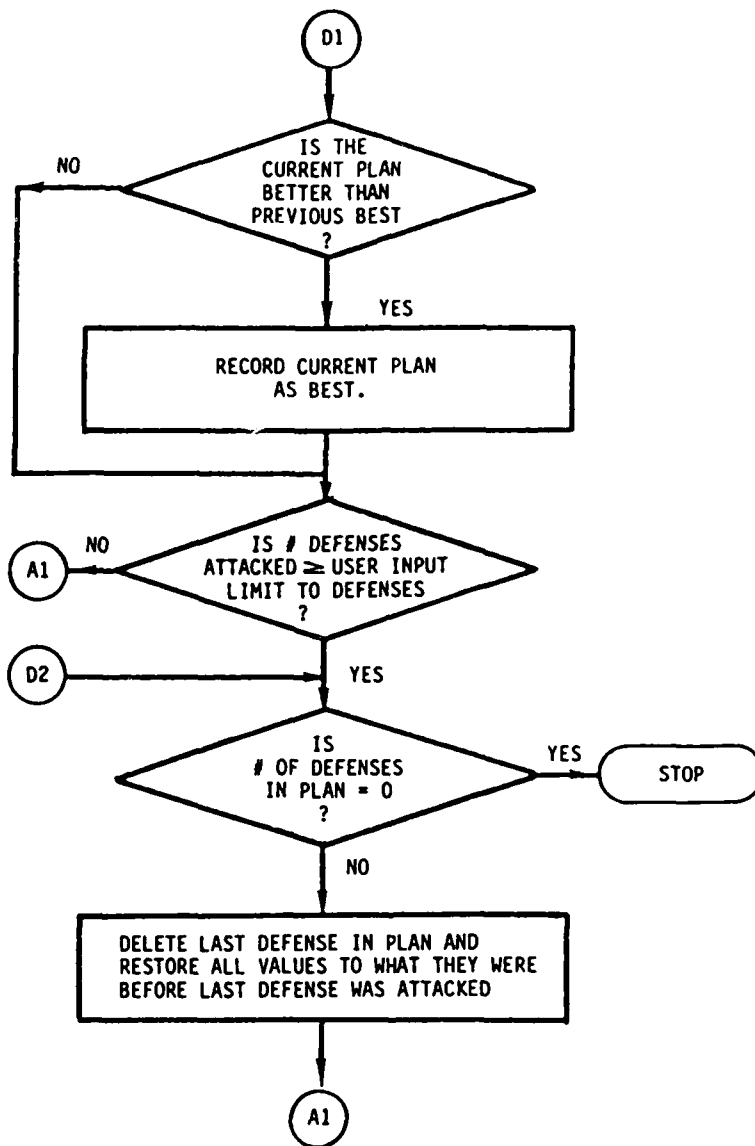 D1
IS THE
CURRENT PLAN
BETTER THAN
PREVIOUS BEST
?
NO
YES
RECORD CURRENT PLAN
AS BEST.
IS # DEFENSES
ATTACKED ≥ USER INPUT
LIMIT TO DEFENSES
?
NO
A1
YES
D2
IS
# OF DEFENSES
IN PLAN = 0
?
YES
STOP
NO
DELETE LAST DEFENSE IN PLAN AND
RESTORE ALL VALUES TO WHAT THEY WERE
BEFORE LAST DEFENSE WAS ATTACKED
A1